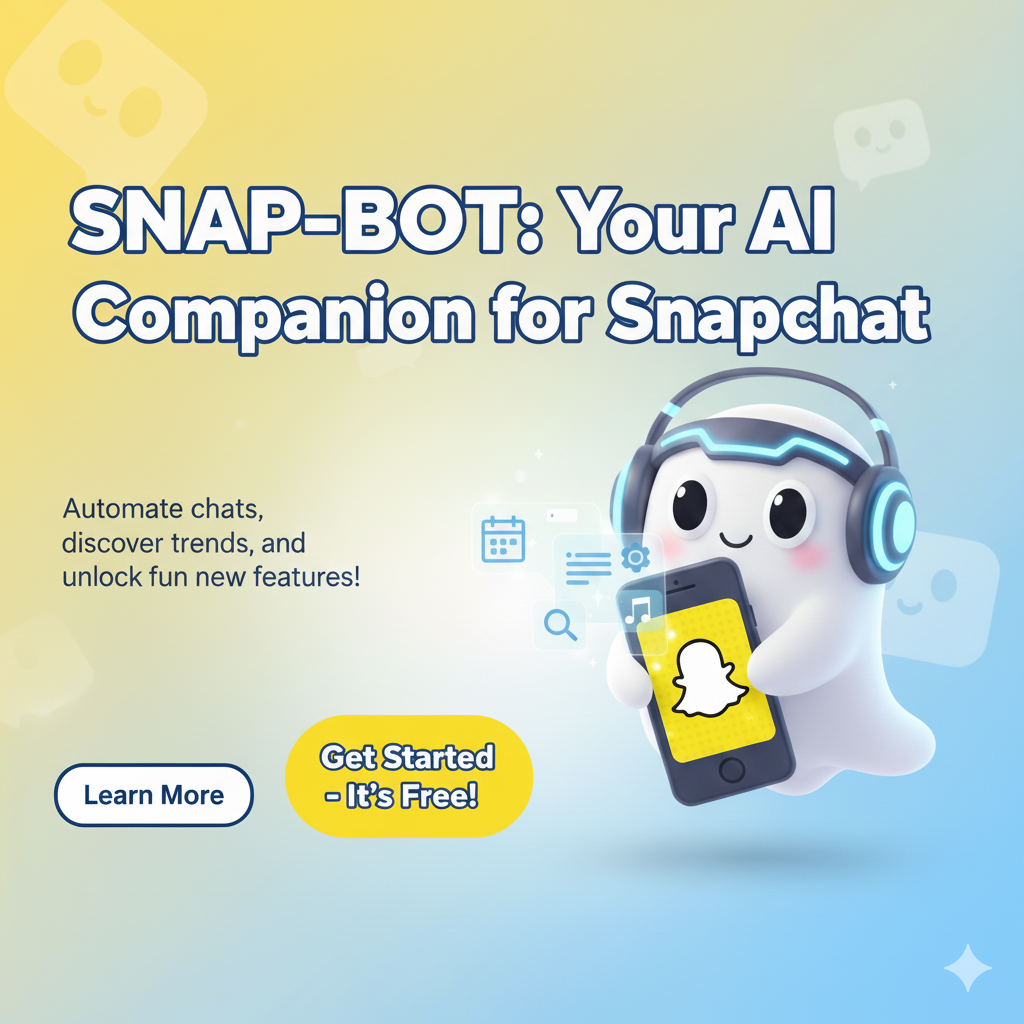 SNAP-BOT: Your AI
Companion for Snapchat
Automate chats,
discover trends, and
unlock fun new features!
Learn More
Get Started
- It's Free!